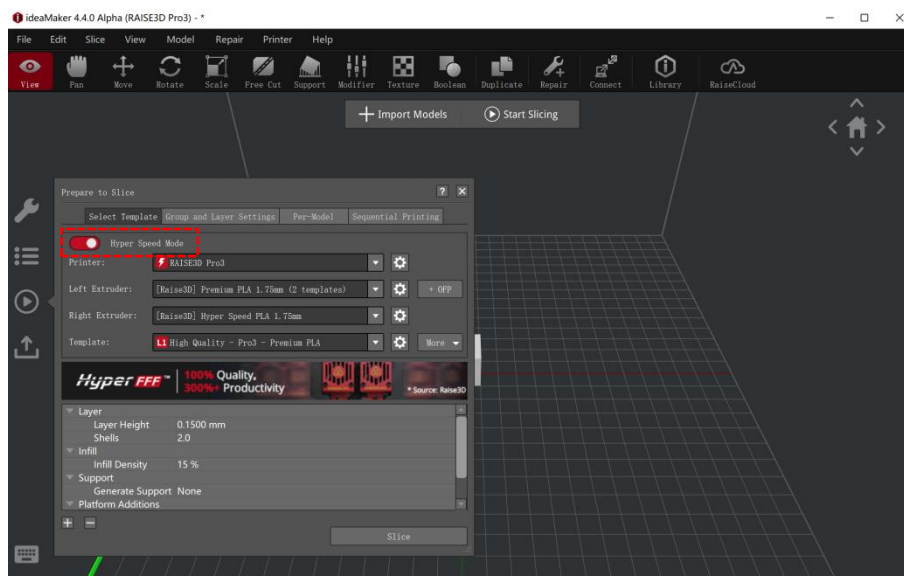 ideaMaker 4.4.0 Alpha (RAISE3D Pro3) - *
File Edit Slice View Model Repair Printer Help
View Pan Move Rotate Scale Free Cut Support Modifier Texture Boolean Duplicate Repair Connect Library RaiseCloud
Import Models Start Slicing
Prepare to Slice ?
Select Template Group and Layer Settings Per-Model Sequential Printing
Hyper Speed Mode
Printer: RAISE3D Pro3
Left Extruder: [Raise3D] Premium PLA 1.75mm (2 templates) + OFP
Right Extruder: [Raise3D] Hyper Speed PLA 1.75mm
Template: L1 High Quality - Pro3 - Premium PLA More
Hyper FFF™ 100% Quality,
300%+ Productivity * Source: Raise3D
Layer
Layer Height 0.1500 mm
Shells 2.0
Infill
Infill Density 15 %
Support
Generate Support None
Platform Additions
Slice